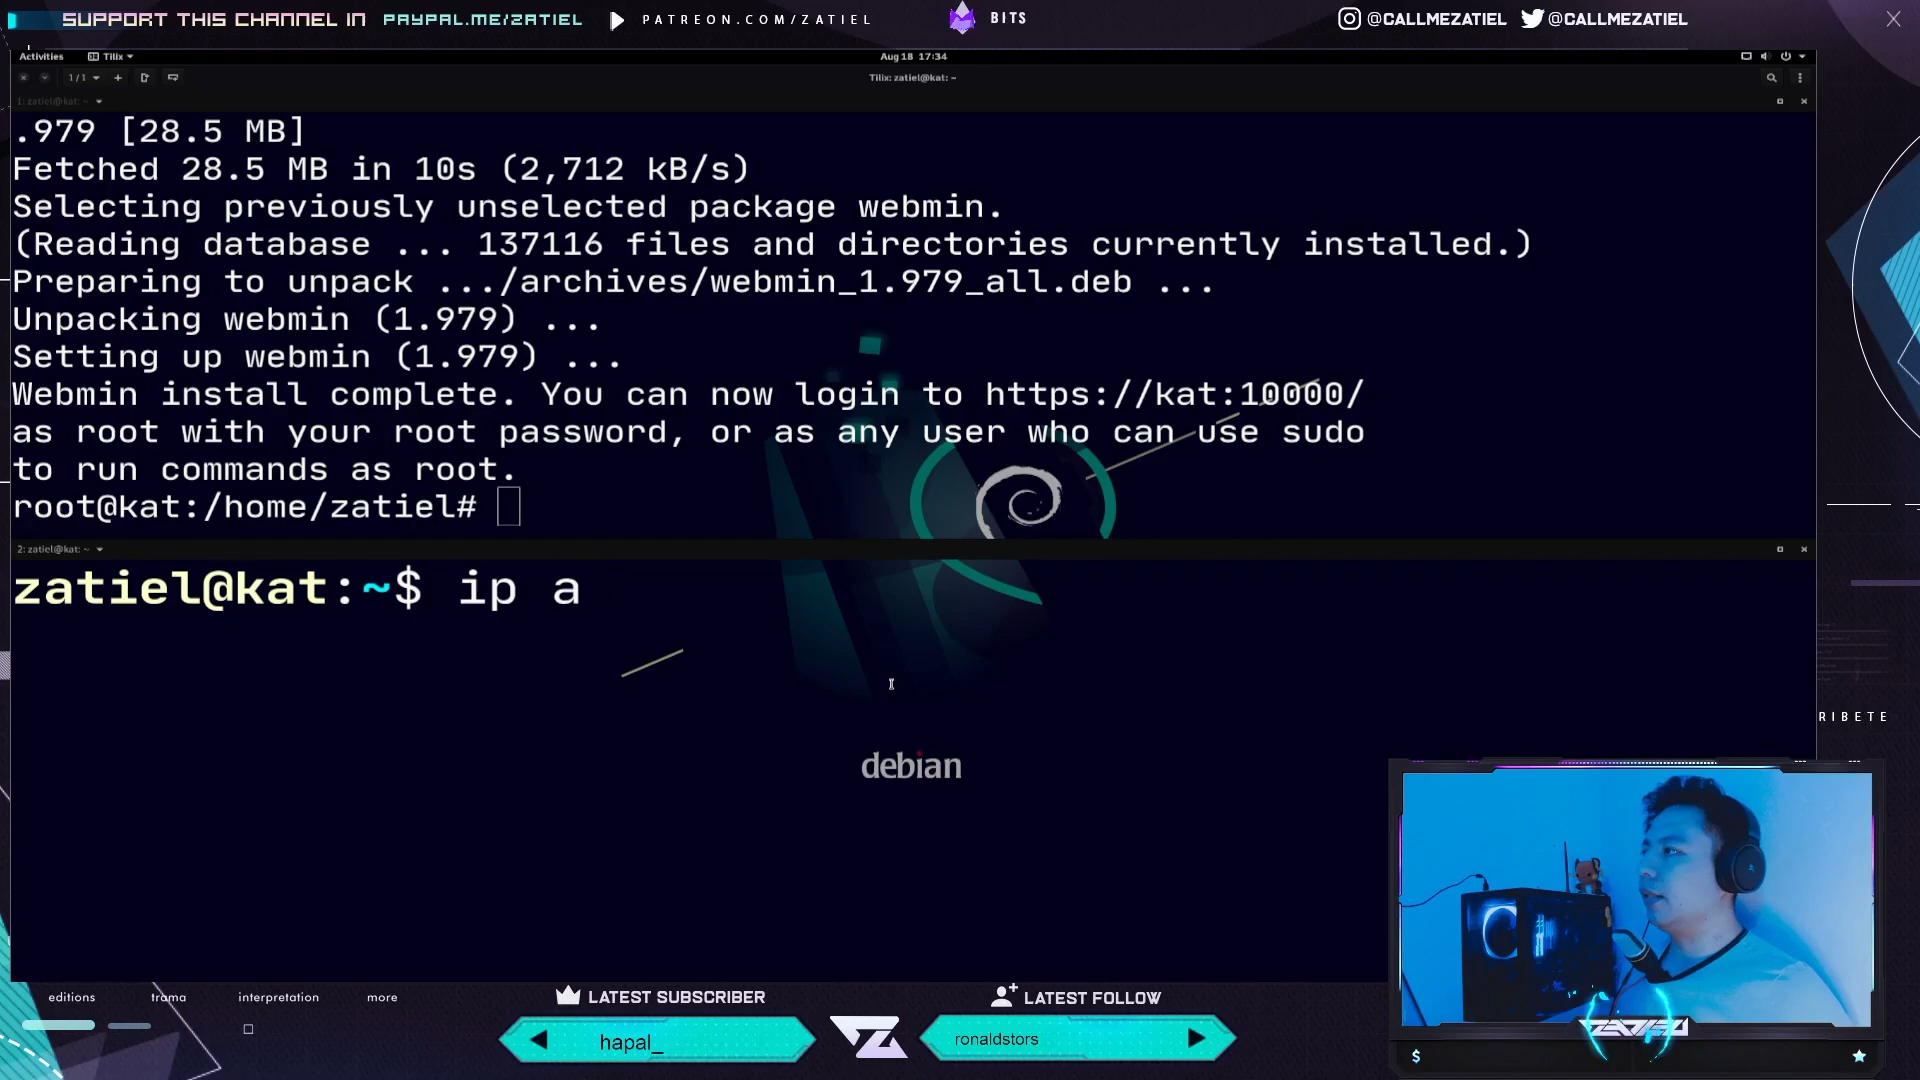 SUPPORT THIS CHANNEL IN PAYPAL.ME/ZATIEL PATREON.COM/ZATIEL BITS @CALLMEZATIEL @CALLMEZATIEL
Activities Tilix Aug 18 17:34
1/1 Tilix: zatiel@kat: ~
1: zatiel@kat: ~
.979 [28.5 MB]
Fetched 28.5 MB in 10s (2,712 kB/s)
Selecting previously unselected package webmin.
(Reading database ... 137116 files and directories currently installed.)
Preparing to unpack .../archives/webmin_1.979_all.deb ...
Unpacking webmin (1.979) ...
Setting up webmin (1.979) ...
Webmin install complete. You can now login to https://kat:10000/
as root with your root password, or as any user who can use sudo
to run commands as root.
root@kat:/home/zatiel#
2: zatiel@kat: ~
zatiel@kat:~$ ip a
RIBETE
debian
editions trama interpretation more
LATEST SUBSCRIBER LATEST FOLLOW
hapal_ ronaldstors
ZATIEL
$